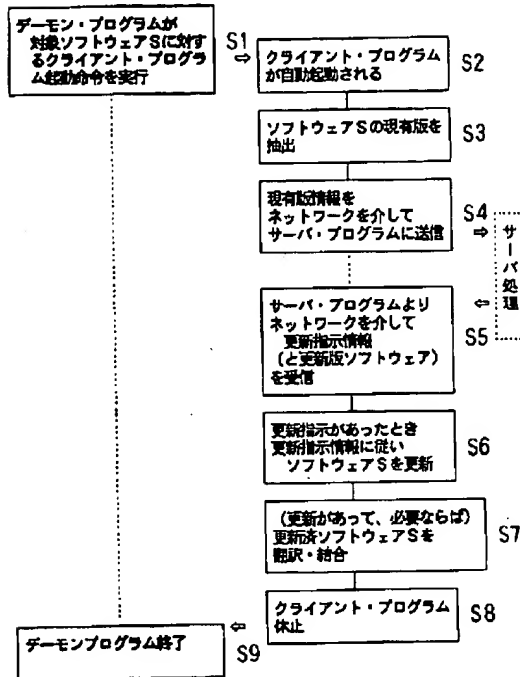 デーモン・プログラムが
対象ソフトウェアSに対す
るクライアント・プログラ
ム起動命令を実行
S1
⇨
クライアント・プログラム
が自動起動される
S2
ソフトウェアSの現有版を
抽出
S3
現有版情報を
ネットワークを介して
サーバ・プログラムに送信
S4
⇨
サーバ処理
サーバ・プログラムより
ネットワークを介して
更新指示情報
(と更新版ソフトウェア)
を受信
⇦
S5
更新指示があったとき
更新指示情報に従い
ソフトウェアSを更新
S6
(更新があって、必要ならば)
更新済ソフトウェアSを
翻訳・結合
S7
クライアント・プログラム
休止
S8
⇦
デーモンプログラム終了
S9